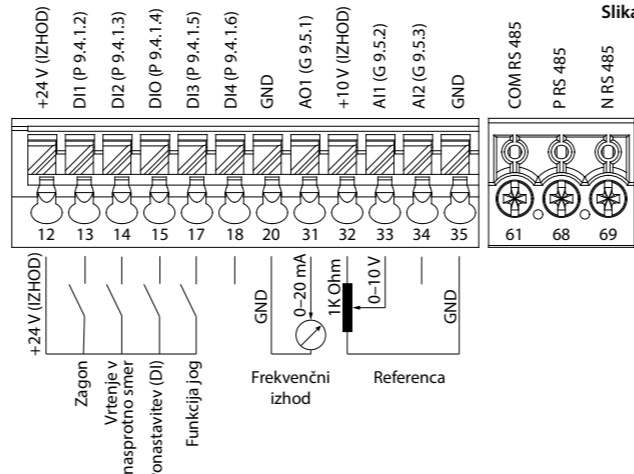 Slika
+24 V (IZHOD)
DI1 (P 9.4.1.2)
DI2 (P 9.4.1.3)
DIO (P 9.4.1.4)
DI3 (P 9.4.1.5)
DI4 (P 9.4.1.6)
GND
AO1 (G 9.5.1)
+10 V (IZHOD)
AI1 (G 9.5.2)
AI2 (G 9.5.3)
GND
COM RS 485
P RS 485
N RS 485
12 13 14 15 17 18 20 31 32 33 34 35
61 68 69
+24 V (IZHOD)
Zagon
Vrtenje v
nasprotno smer
onastavitev (DI)
Funkcija jog
GND
0–20 mA
1K Ohm
0–10 V
GND
Frekvenčni
izhod
Referenca